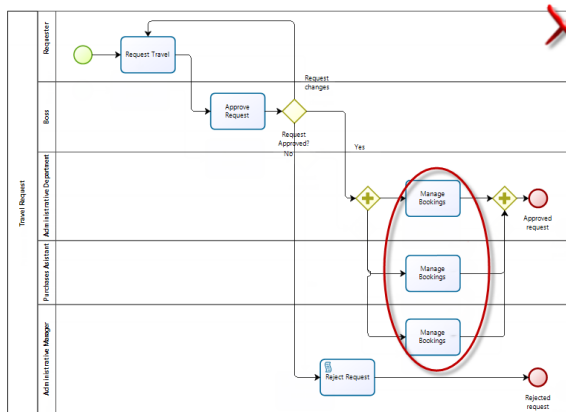 Travel Request
Requester
Request Travel
Request
changes
Boss
Approve
Request
Request
Approved?
No
Yes
Administrative Department
Manage
Bookings
Approved
request
Purchases Asistant
Manage
Bookings
Administrative Manager
Manage
Bookings
Reject Request
Rejected
request